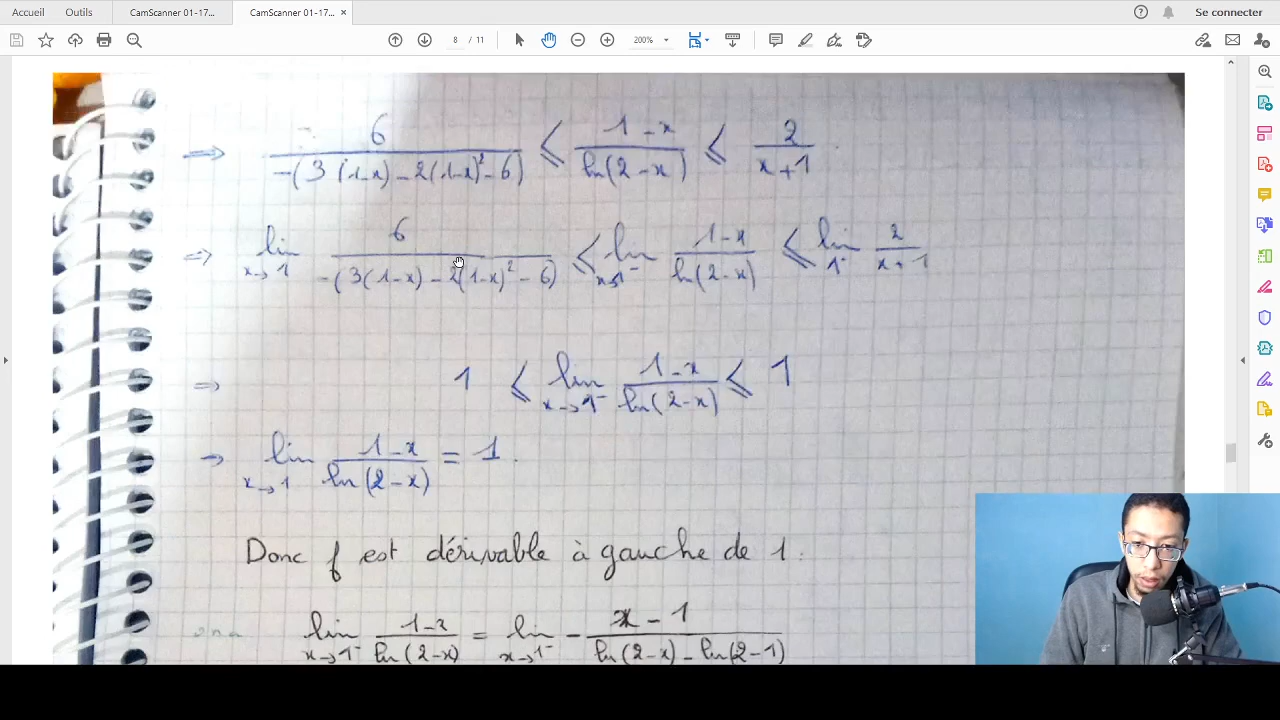 Accueil Outils CamScanner 01-17... CamScanner 01-17... × Se connecter
8 / 11 200%
⟹ 6/(-(3(1-x)-2(1-x)²-6)) ⩽ (1-x)/(ln(2-x)) ⩽ 2/(x+1)
⇒ lim x→1 6/(-(3(1-x)-2(1-x)²-6)) ⩽ lim x→1⁻ (1-x)/(ln(2-x)) ⩽ lim 1⁻ 2/(x+1)
⇒ 1 ⩽ lim x→1⁻ (1-x)/(ln(2-x)) ⩽ 1
→ lim x→1 (1-x)/(ln(2-x)) = 1.
Donc f est dérivable à gauche de 1.
ona lim x→1⁻ (1-x)/(ln(2-x)) = lim x→1⁻ -(x-1)/(ln(2-x)-ln(2-1))